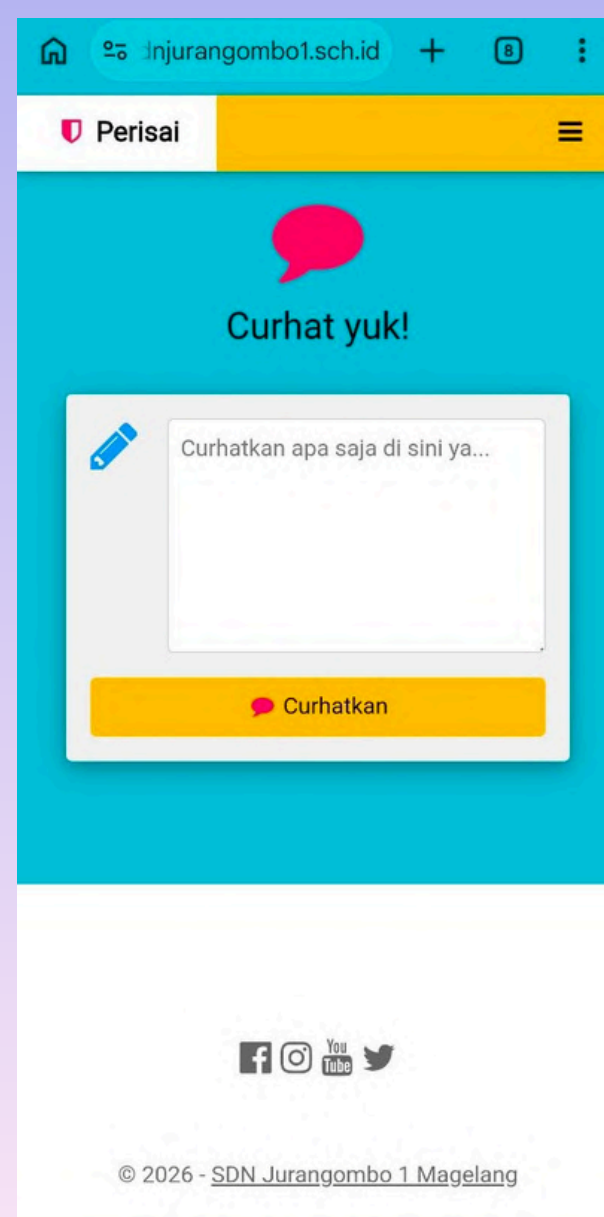 njurangombo1.sch.id
8
Perisai
Curhat yuk!
Curhatkan apa saja di sini ya...
Curhatkan
You
Tube
© 2026 - SDN Jurangombo 1 Magelang